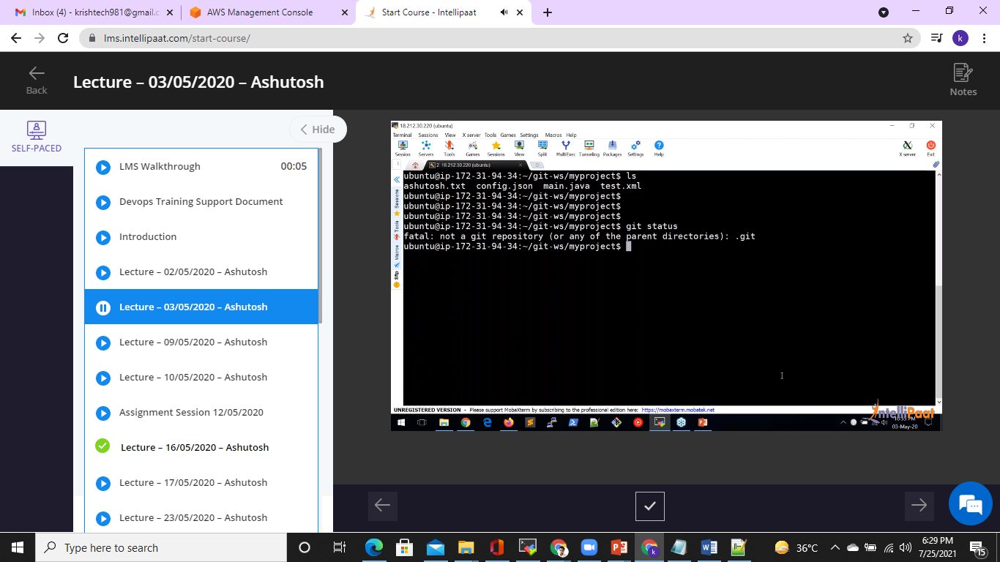 Inbox (4) - krishtech981@gmail.c
AWS Management Console
Start Course - Intellipaat
lms.intellipaat.com/start-course/
k
Back
Lecture – 03/05/2020 – Ashutosh
Notes
SELF-PACED
Hide
LMS Walkthrough 00:05
Devops Training Support Document
Introduction
Lecture – 02/05/2020 – Ashutosh
Lecture – 03/05/2020 – Ashutosh
Lecture – 09/05/2020 – Ashutosh
Lecture – 10/05/2020 – Ashutosh
Assignment Session 12/05/2020
Lecture – 16/05/2020 – Ashutosh
Lecture – 17/05/2020 – Ashutosh
Lecture – 23/05/2020 – Ashutosh
18.212.30.220 (ubuntu)
Terminal Sessions View X server Tools Games Settings Macros Help
Session Servers Tools Games Sessions View Split MultiExec Tunneling Packages Settings Help X server Exit
2. 18.212.30.220 (ubuntu)
Sessions
Tools
Macros
Sftp
ubuntu@ip-172-31-94-34:~/git-ws/myproject$ ls
ashutosh.txt config.json main.java test.xml
ubuntu@ip-172-31-94-34:~/git-ws/myproject$
ubuntu@ip-172-31-94-34:~/git-ws/myproject$
ubuntu@ip-172-31-94-34:~/git-ws/myproject$
ubuntu@ip-172-31-94-34:~/git-ws/myproject$ git status
fatal: not a git repository (or any of the parent directories): .git
ubuntu@ip-172-31-94-34:~/git-ws/myproject$
UNREGISTERED VERSION - Please support MobaXterm by subscribing to the professional edition here: https://mobaxterm.mobatek.net
IntelliPaat
03-May-20
Type here to search
36°C
6:29 PM
7/25/2021
15